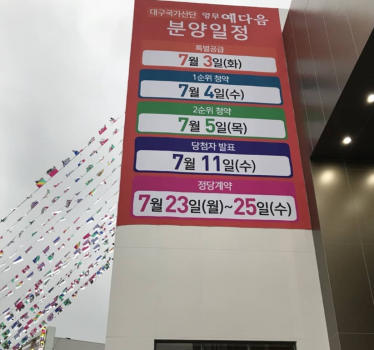 대구국가산단 영무예다음
분양일정
특별공급
7월 3일(화)
1순위 청약
7월 4일(수)
2순위 청약
7월 5일(목)
당첨자 발표
7월 11일(수)
정당계약
7월 23일(월)~25일(수)